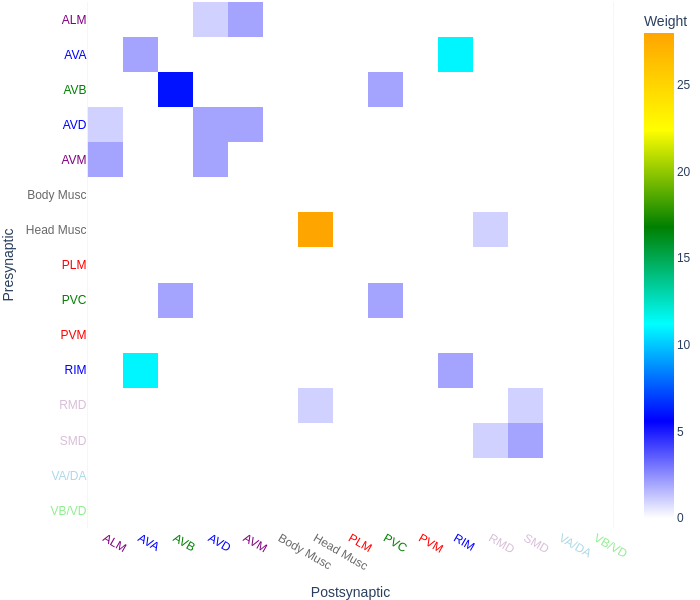 Weight
ALM
AVA
AVB
AVD
AVM
Body Musc
Head Musc
PLM
PVC
PVM
RIM
RMD
SMD
VA/DA
VB/VD
Presynaptic
ALM
AVA
AVB
AVD
AVM
Body Musc
Head Musc
PLM
PVC
PVM
RIM
RMD
SMD
VA/DA
VB/VD
Postsynaptic
25
20
15
10
5
0